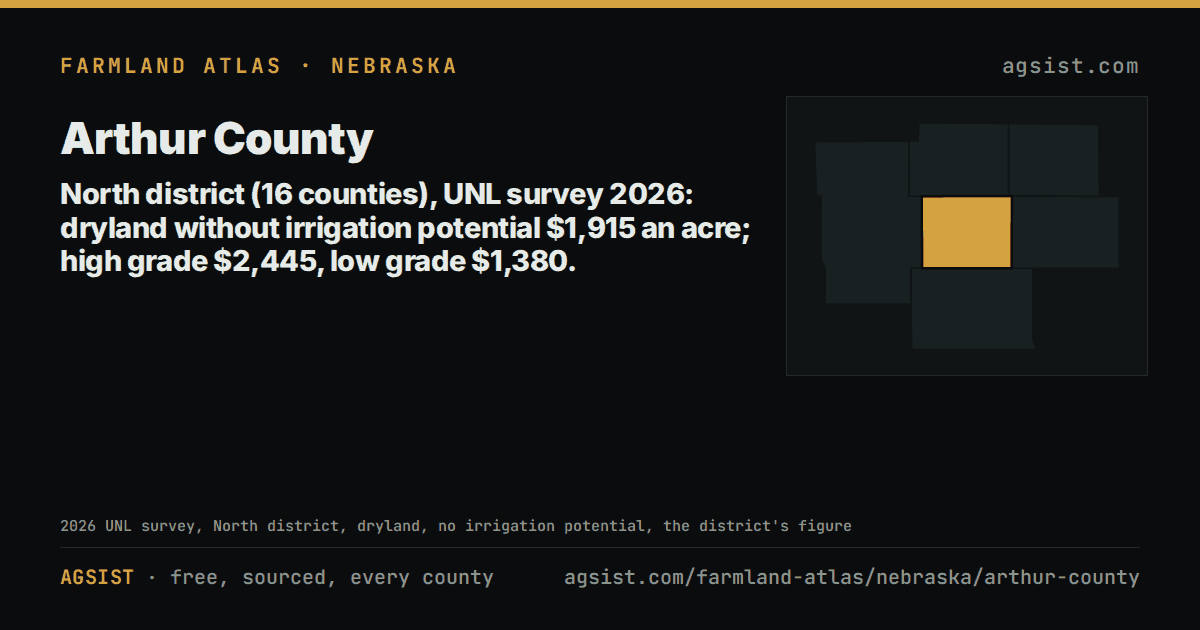 FARMLAND ATLAS · NEBRASKA
agsist.com
Arthur County
North district (16 counties), UNL survey 2026:
dryland without irrigation potential $1,915 an acre;
high grade $2,445, low grade $1,380.
2026 UNL survey, North district, dryland, no irrigation potential, the district's figure
AGSIST · free, sourced, every county
agsist.com/farmland-atlas/nebraska/arthur-county